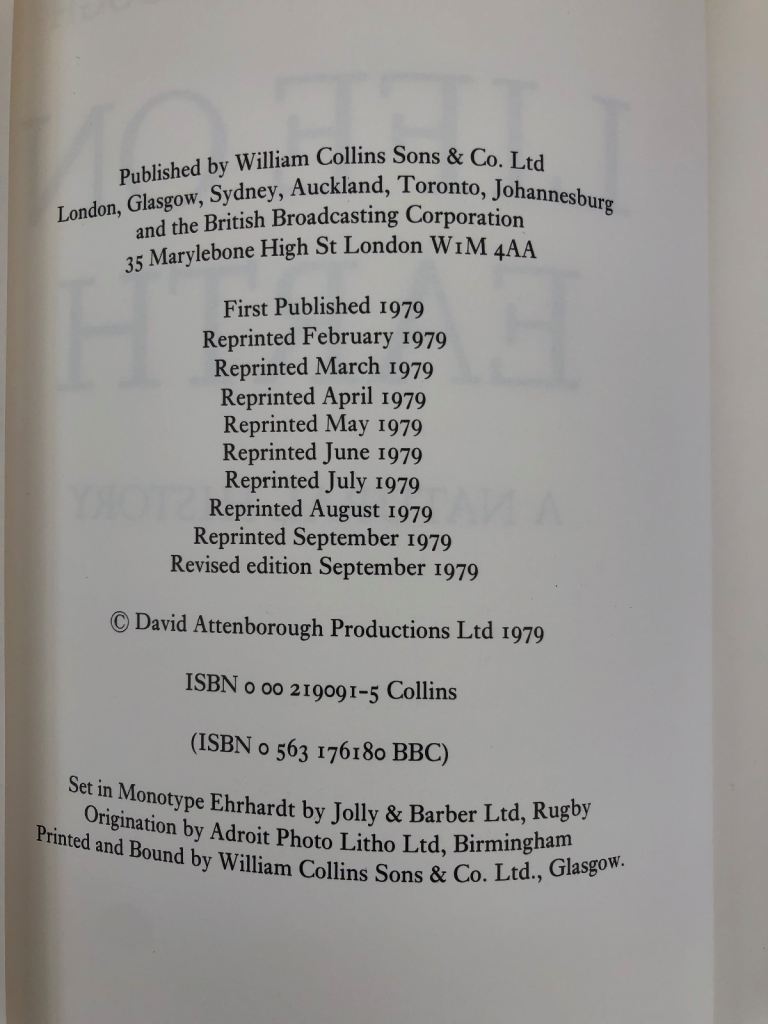 Published by William Collins Sons & Co. Ltd
London, Glasgow, Sydney, Auckland, Toronto, Johannesburg
and the British Broadcasting Corporation
35 Marylebone High St London W1M 4AA
First Published 1979
Reprinted February 1979
Reprinted March 1979
Reprinted April 1979
Reprinted May 1979
Reprinted June 1979
Reprinted July 1979
Reprinted August 1979
Reprinted September 1979
Revised edition September 1979
© David Attenborough Productions Ltd 1979
ISBN 0 00 219091-5 Collins
(ISBN 0 563 176180 BBC)
Set in Monotype Ehrhardt by Jolly & Barber Ltd, Rugby
Origination by Adroit Photo Litho Ltd, Birmingham
Printed and Bound by William Collins Sons & Co. Ltd., Glasgow.